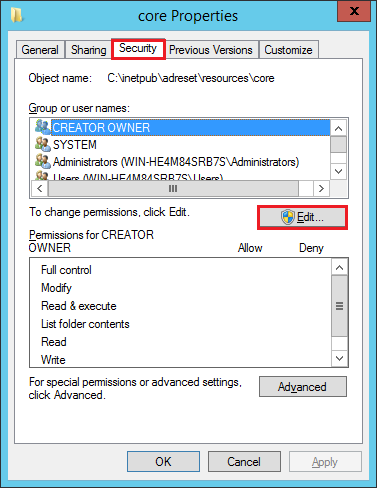 core Properties
General Sharing Security Previous Versions Customize
Object name: C:\inetpub\adreset\resources\core
Group or user names:
CREATOR OWNER
SYSTEM
Administrators (WIN-HE4M84SRB7S\Administrators)
Users (WIN-HE4M84SRB7S\Users)
To change permissions, click Edit.
Edit...
Permissions for CREATOR
OWNER Allow Deny
Full control
Modify
Read & execute
List folder contents
Read
Write
For special permissions or advanced settings,
click Advanced.
Advanced
OK Cancel Apply